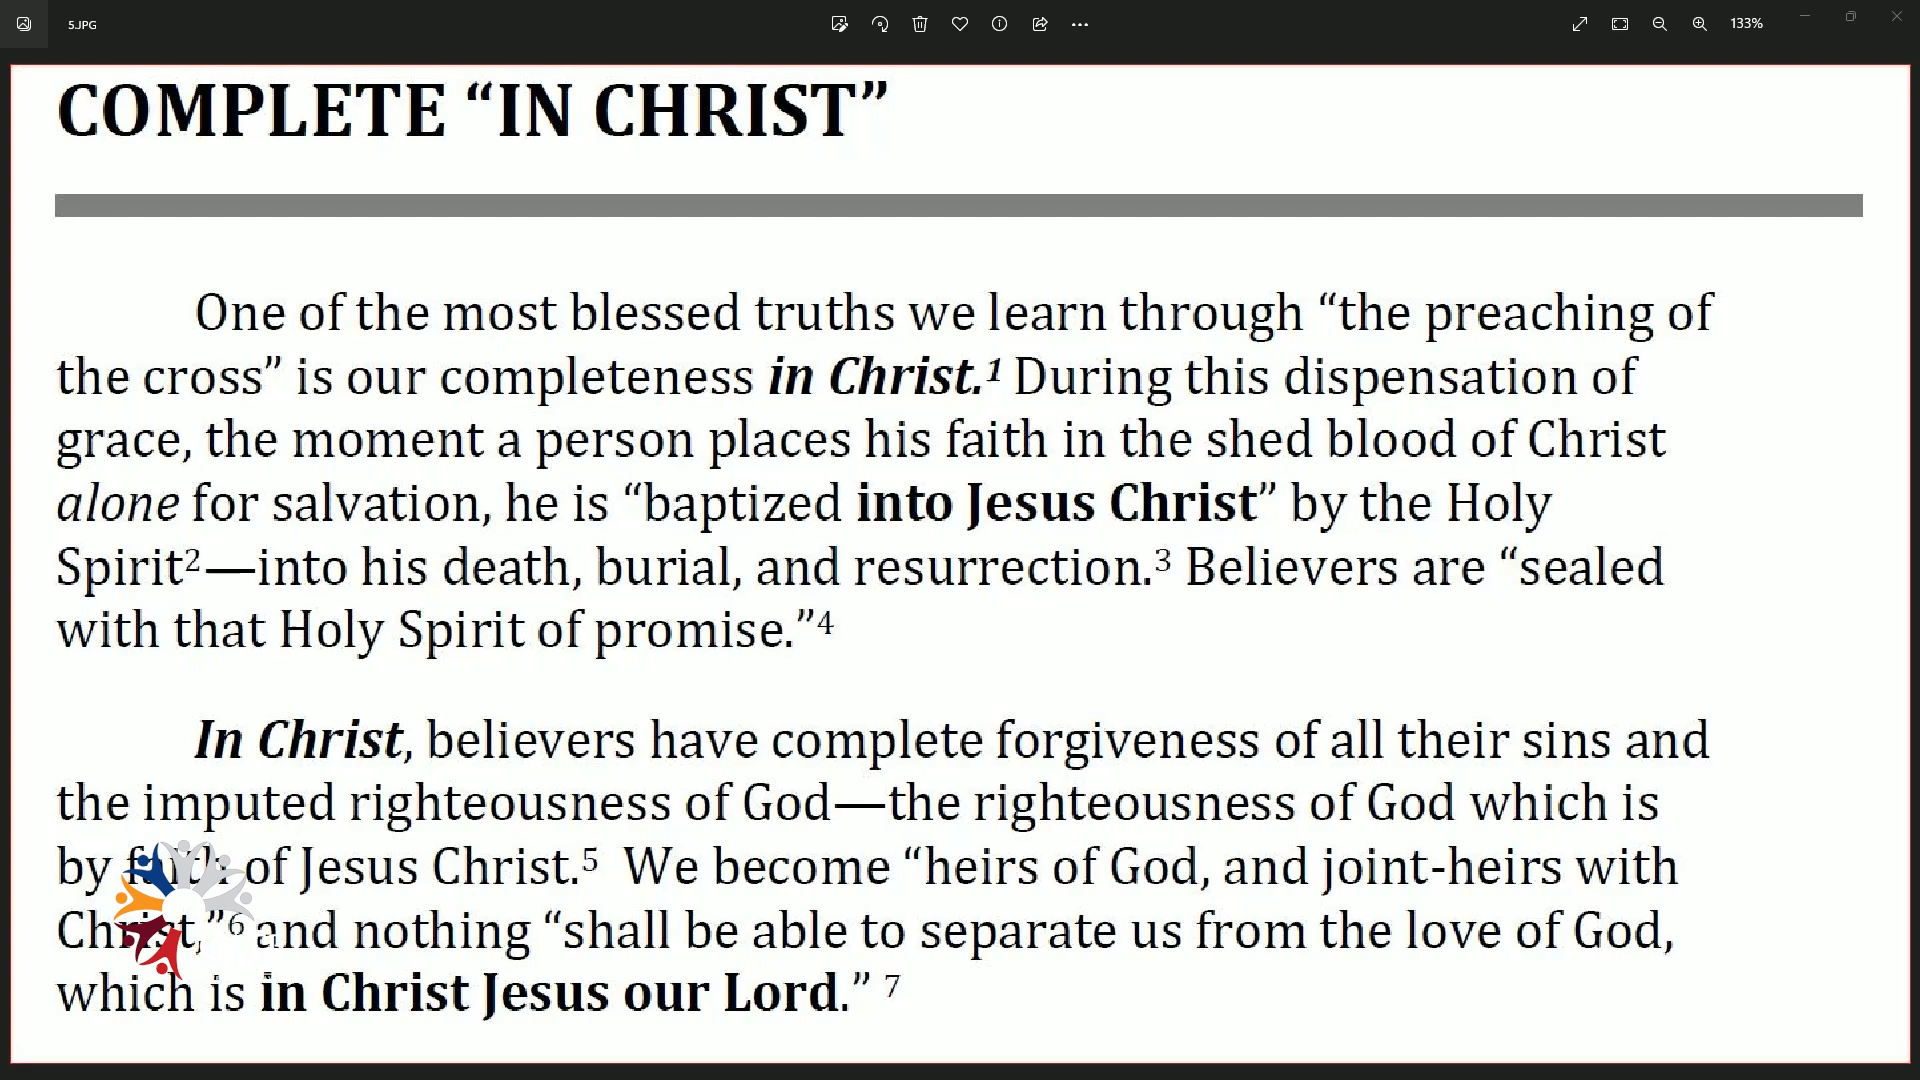 5.JPG
133%
COMPLETE “IN CHRIST”
One of the most blessed truths we learn through “the preaching of
the cross” is our completeness in Christ.¹ During this dispensation of
grace, the moment a person places his faith in the shed blood of Christ
alone for salvation, he is “baptized into Jesus Christ” by the Holy
Spirit²—into his death, burial, and resurrection.³ Believers are “sealed
with that Holy Spirit of promise.”⁴
In Christ, believers have complete forgiveness of all their sins and
the imputed righteousness of God—the righteousness of God which is
by faith of Jesus Christ.⁵ We become “heirs of God, and joint-heirs with
Christ,”⁶ and nothing “shall be able to separate us from the love of God,
which is in Christ Jesus our Lord.” ⁷